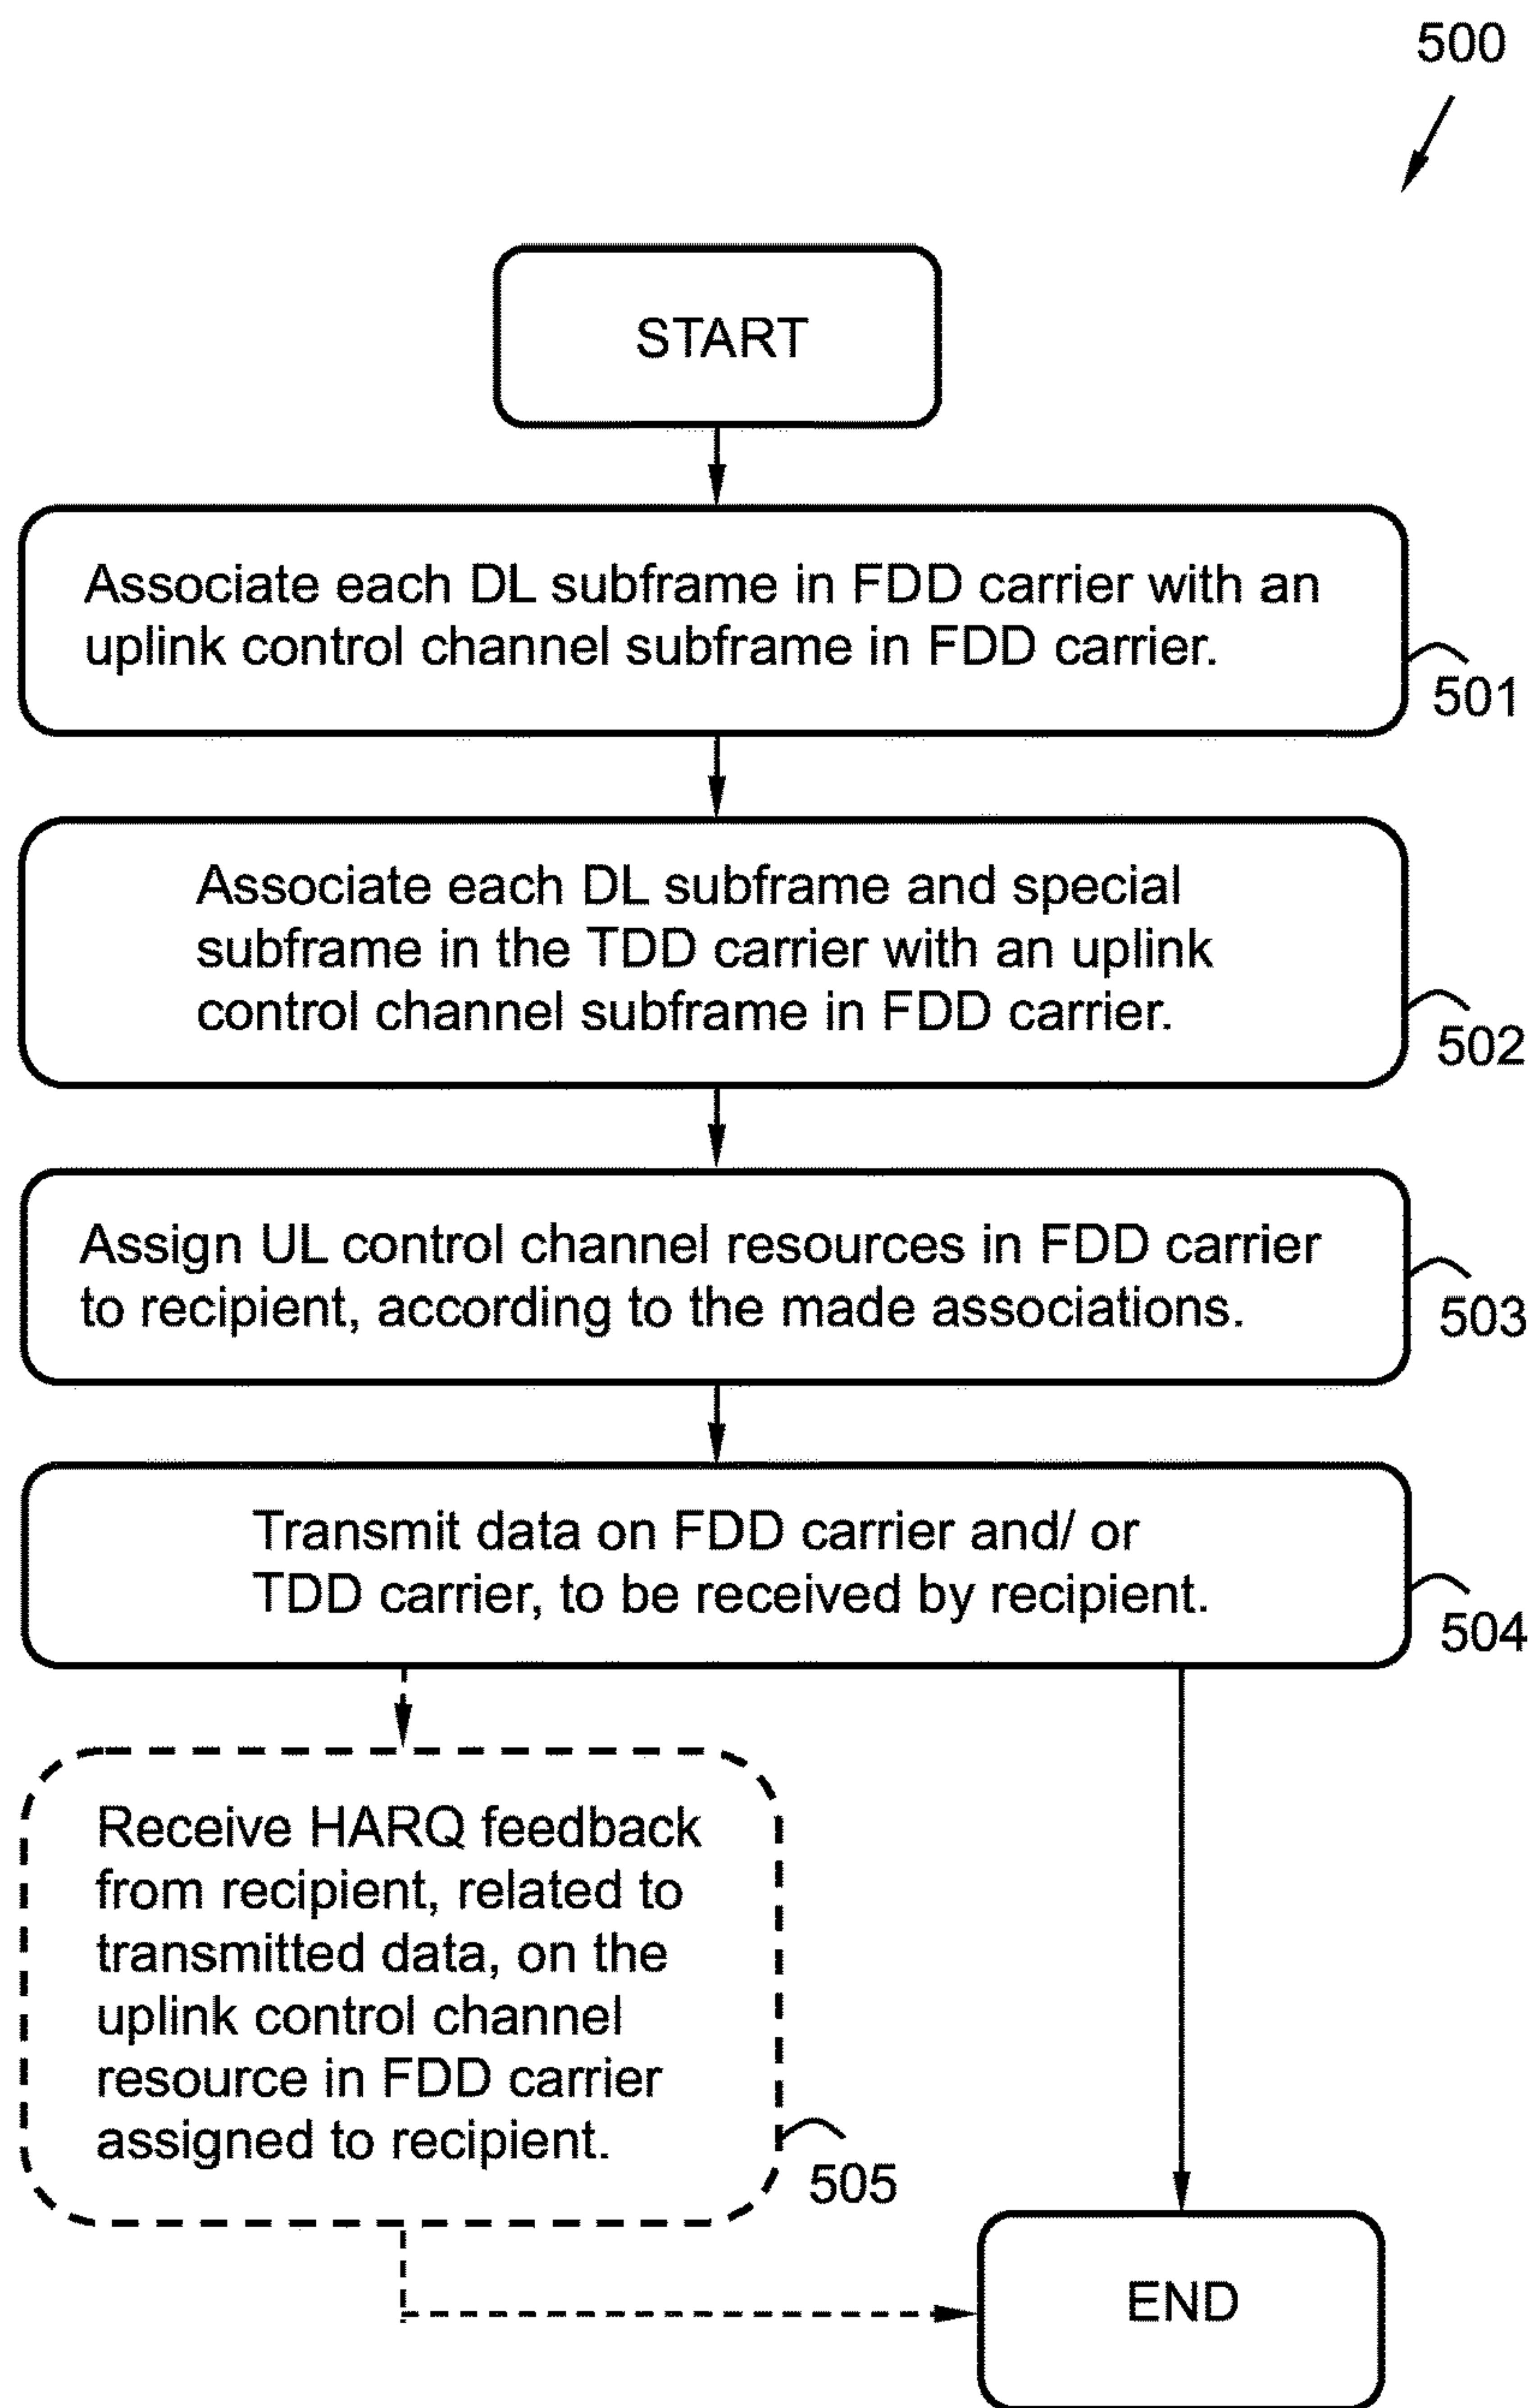 500
START
Associate each DL subframe in FDD carrier with an
uplink control channel subframe in FDD carrier.
501
Associate each DL subframe and special
subframe in the TDD carrier with an uplink
control channel subframe in FDD carrier.
502
Assign UL control channel resources in FDD carrier
to recipient, according to the made associations.
503
Transmit data on FDD carrier and/ or
TDD carrier, to be received by recipient.
504
Receive HARQ feedback
from recipient, related to
transmitted data, on the
uplink control channel
resource in FDD carrier
assigned to recipient.
505
END